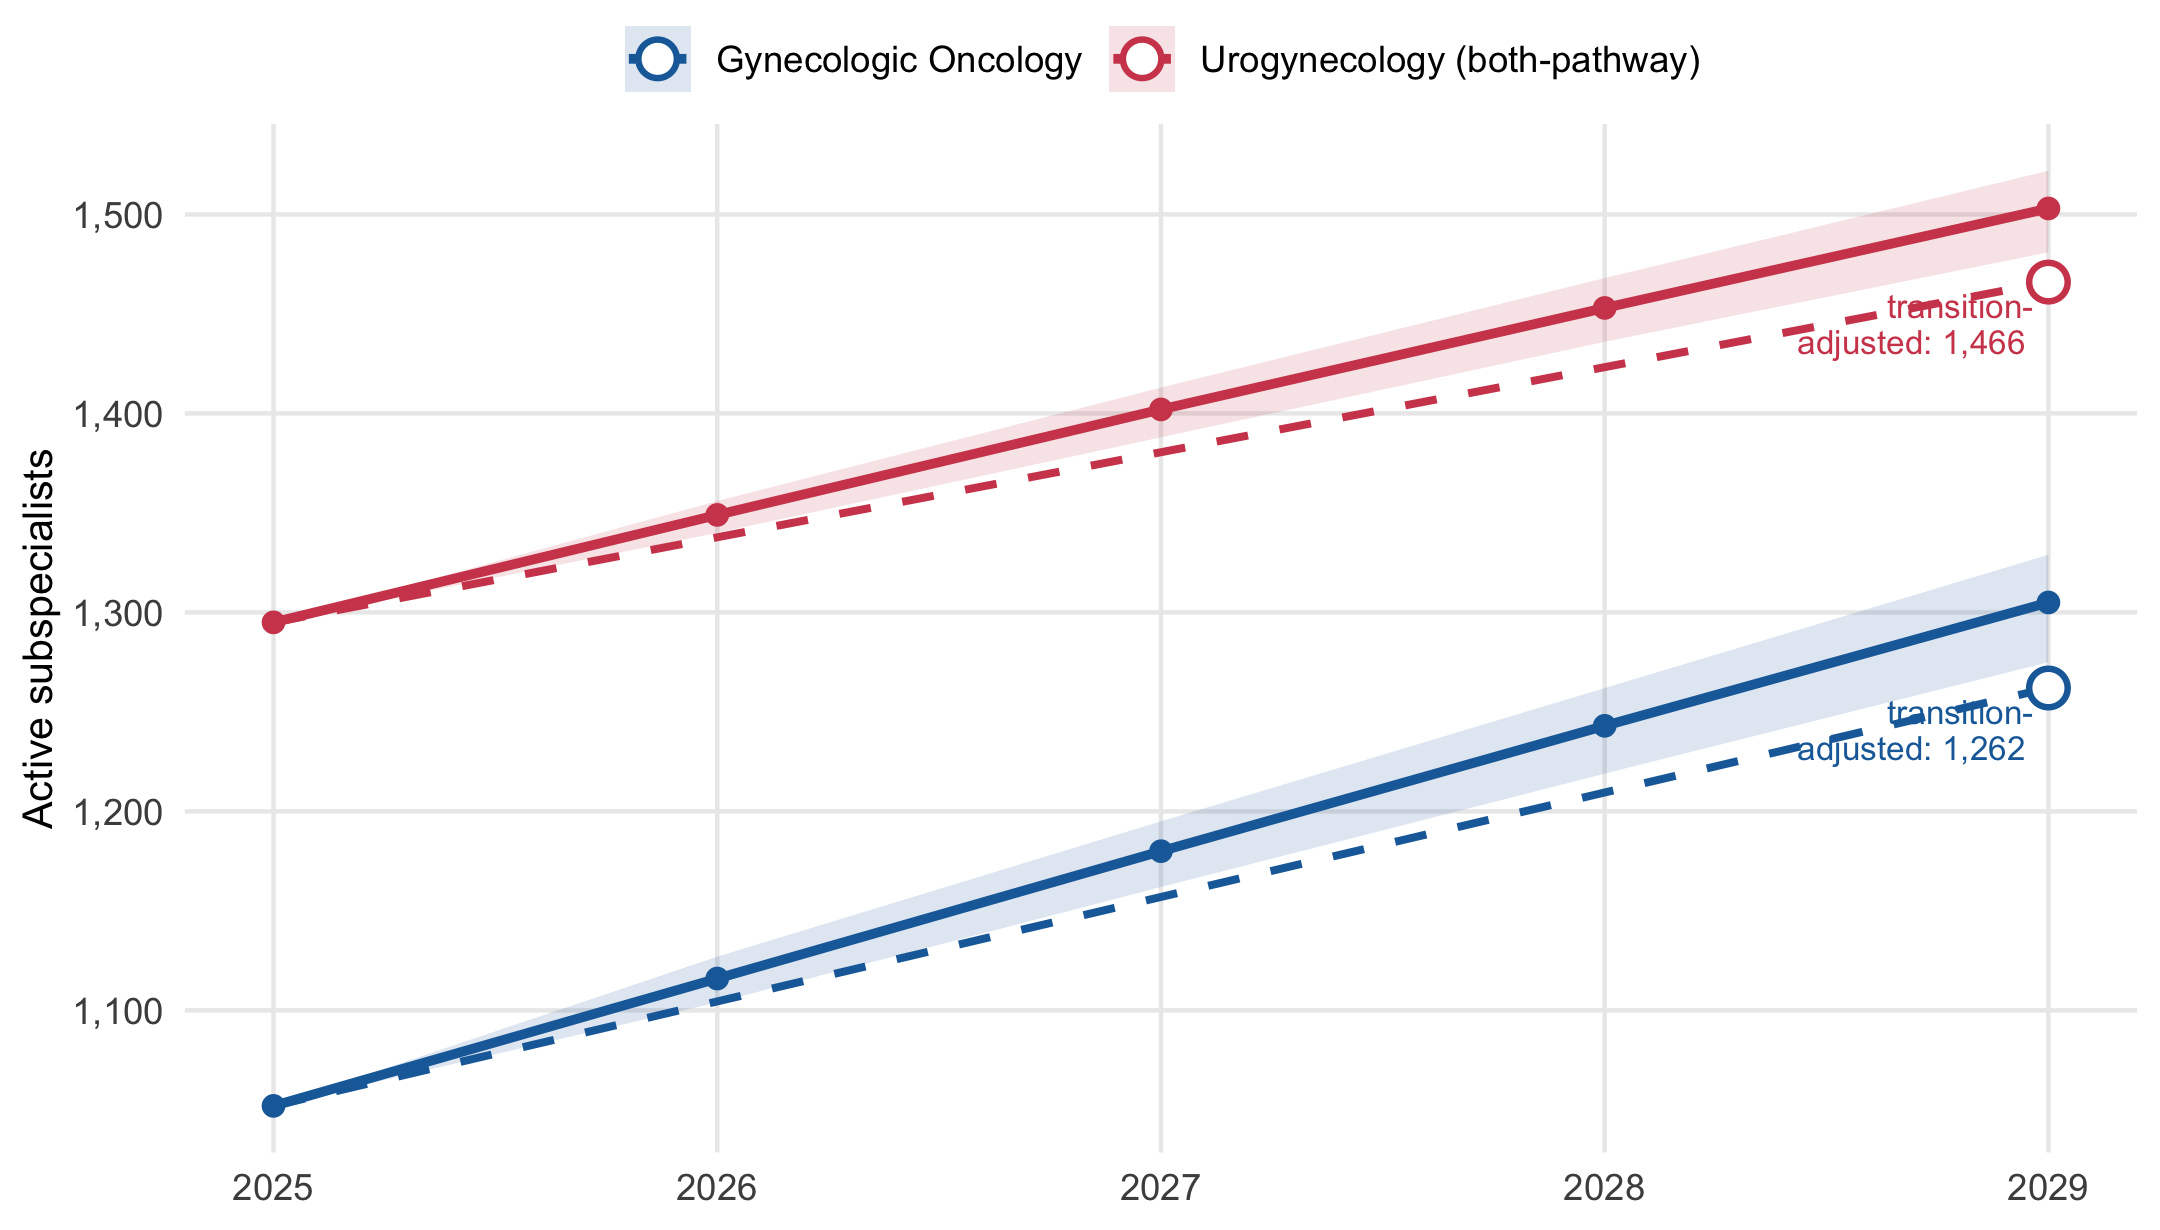 Gynecologic Oncology
Urogynecology (both-pathway)
Active subspecialists
1,500
1,400
1,300
1,200
1,100
transition-
adjusted: 1,466
transition-
adjusted: 1,262
2025
2026
2027
2028
2029